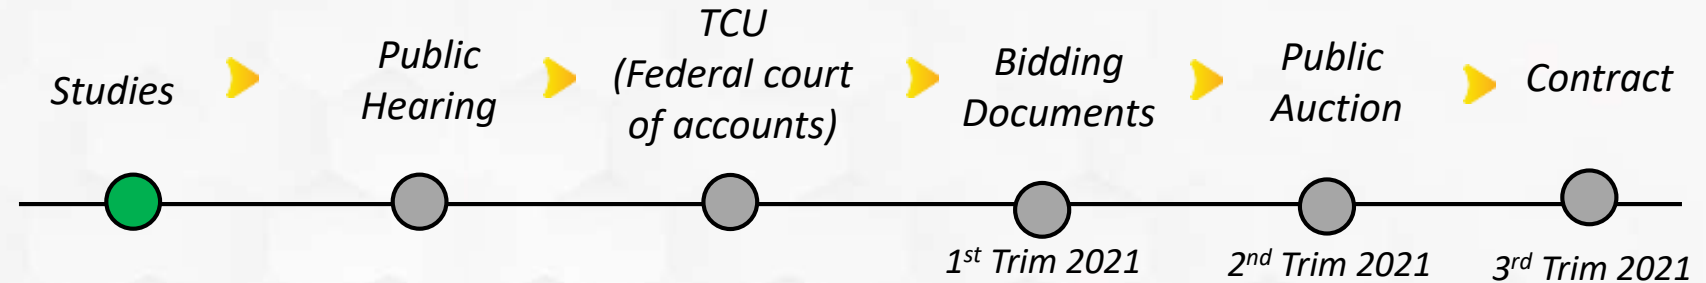 Studies
Public
Hearing
TCU
(Federal court
of accounts)
Bidding
Documents
Public
Auction
Contract
1st Trim 2021
2nd Trim 2021
3rd Trim 2021